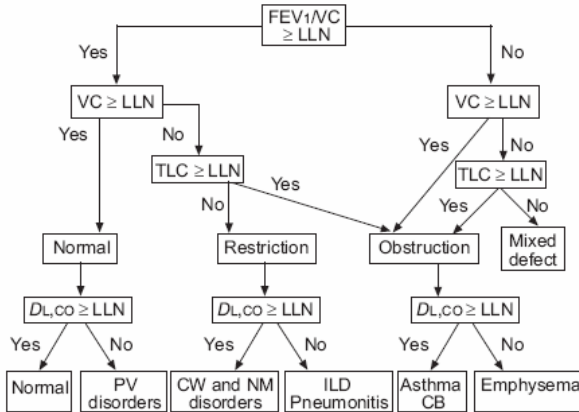 FEV1/VC
≥ LLN
Yes
No
VC ≥ LLN
VC ≥ LLN
Yes
No
Yes
No
TLC ≥ LLN
TLC ≥ LLN
Yes
No
Yes
No
Normal
Restriction
Obstruction
Mixed
defect
DL,CO ≥ LLN
DL,CO ≥ LLN
DL,CO ≥ LLN
Yes
No
Yes
No
Yes
No
Normal
PV
disorders
CW and NM
disorders
ILD
Pneumonitis
Asthma
CB
Emphysema